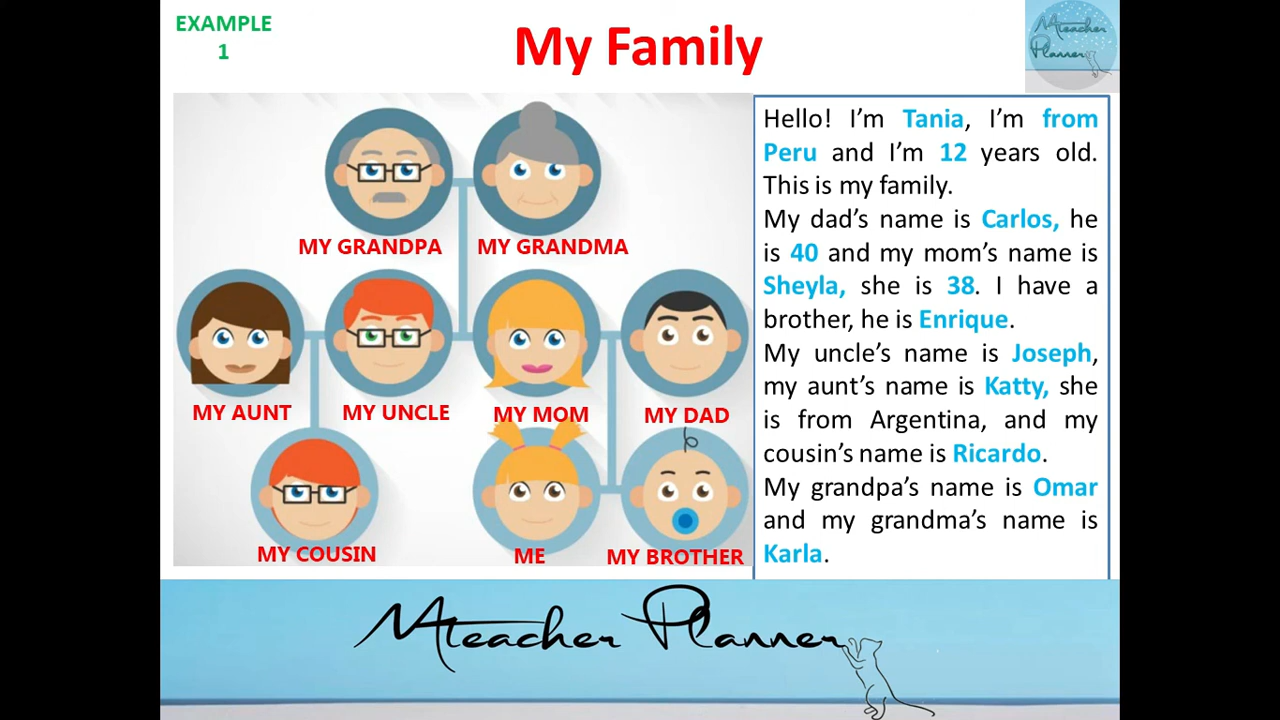 EXAMPLE
1
My Family
Mteacher
Planner
MY GRANDPA
MY GRANDMA
MY AUNT
MY UNCLE
MY MOM
MY DAD
MY COUSIN
ME
MY BROTHER
Hello! I’m Tania, I’m from
Peru and I’m 12 years old.
This is my family.
My dad’s name is Carlos, he
is 40 and my mom’s name is
Sheyla, she is 38. I have a
brother, he is Enrique.
My uncle’s name is Joseph,
my aunt’s name is Katty, she
is from Argentina, and my
cousin’s name is Ricardo.
My grandpa’s name is Omar
and my grandma’s name is
Karla.
Mteacher Planner